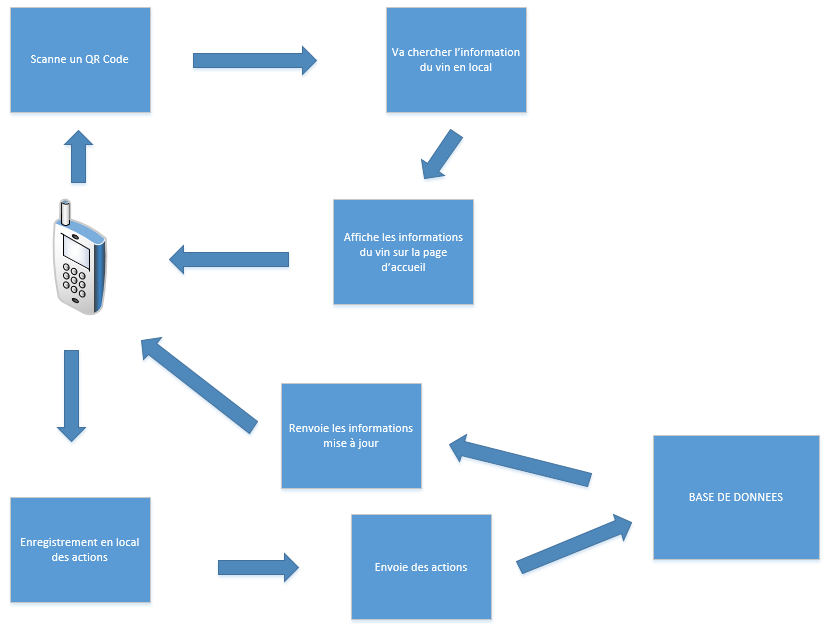 Scanne un QR Code
Va chercher l'information
du vin en local
Affiche les informations
du vin sur la page
d'accueil
Renvoie les informations
mise à jour
BASE DE DONNEES
Enregistrement en local
des actions
Envoie des actions